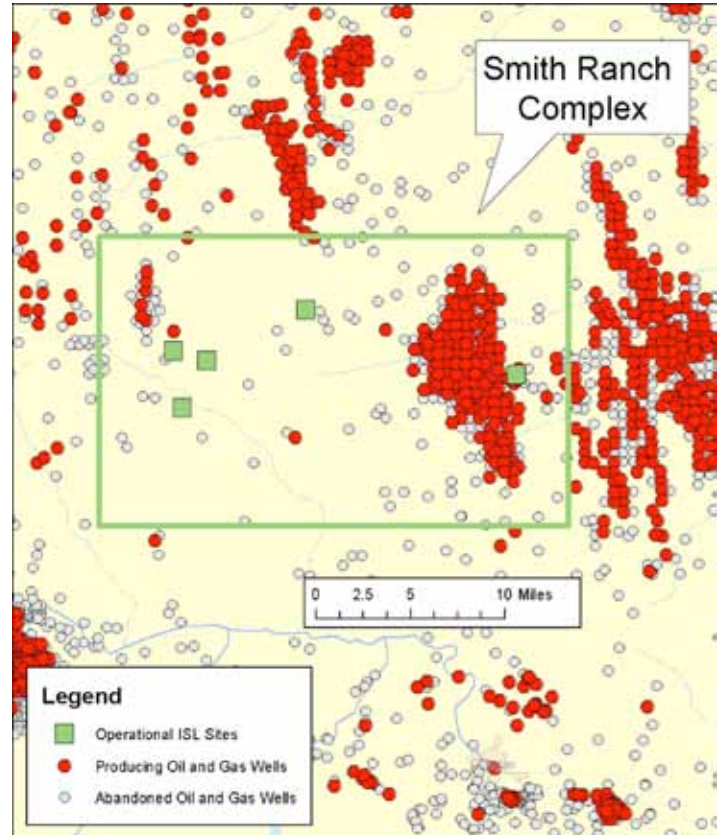 Smith Ranch
Complex
0 2.5 5 10 Miles
Legend
Operational ISL Sites
Producing Oil and Gas Wells
Abandoned Oil and Gas Wells